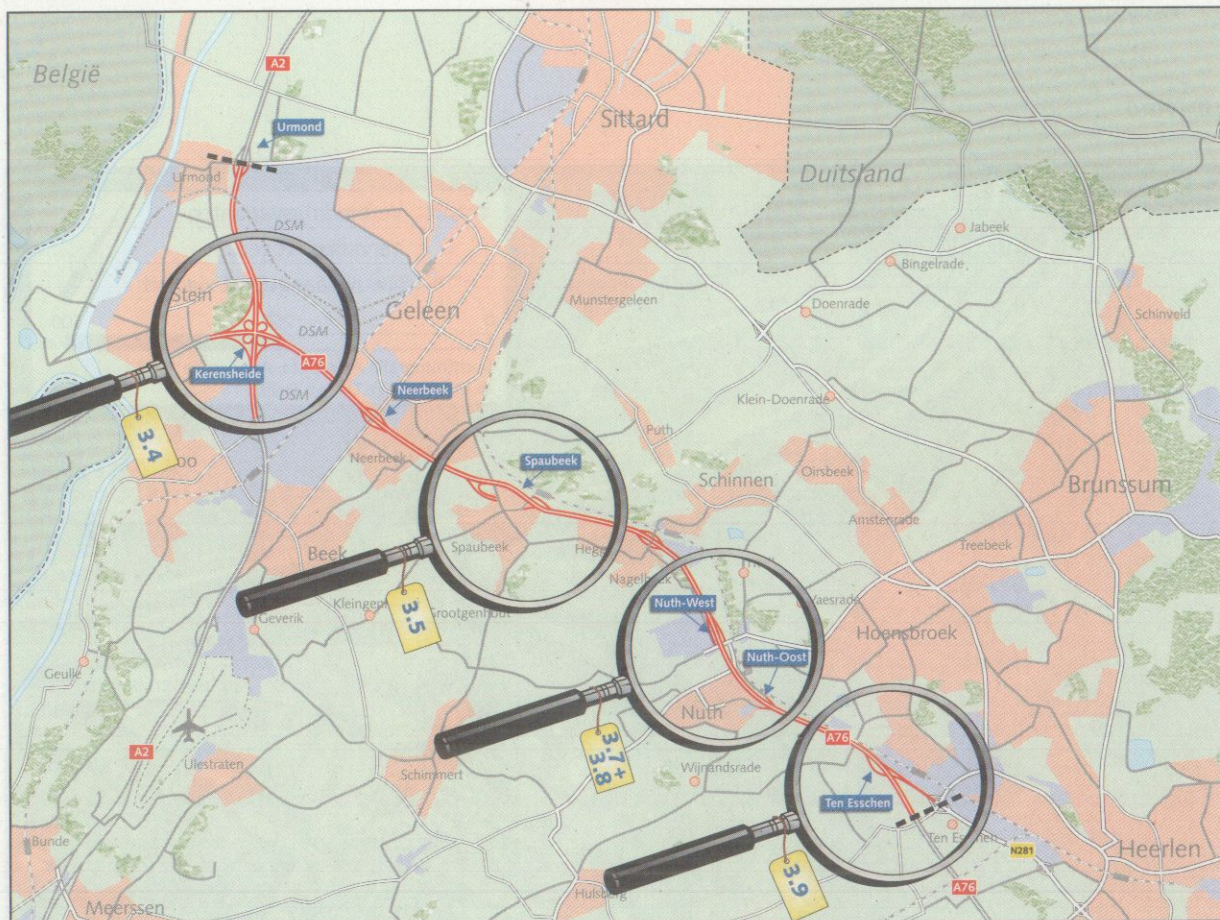 België
A2
Urmond
Sittard
Urmond
Duitsland
DSM
Jabeek
Bingelrade
Stein
Geleen
Munstergeleen
Doenrade
Schinveld
DSM
Kerensheide
A76
DSM
Neerbeek
Klein-Doenrade
3.4
Neerbeek
Puth
Spaubeek
Schinnen
Oirsbeek
Brunssum
Amstenrade
Beek
Spaubeek
Treebeek
Nuth-West
Vaesrade
3.5
Grootgenhout
Geverik
Hoensbroek
Nuth-Oost
Geulle
Nuth
A2
3.7+
3.8
A76
Ulestraten
Schimmert
Wijnandsrade
Ten Esschen
Ten Esschen
Bunde
N281
Heerlen
3.9
A76
Hulsberg
Meerssen